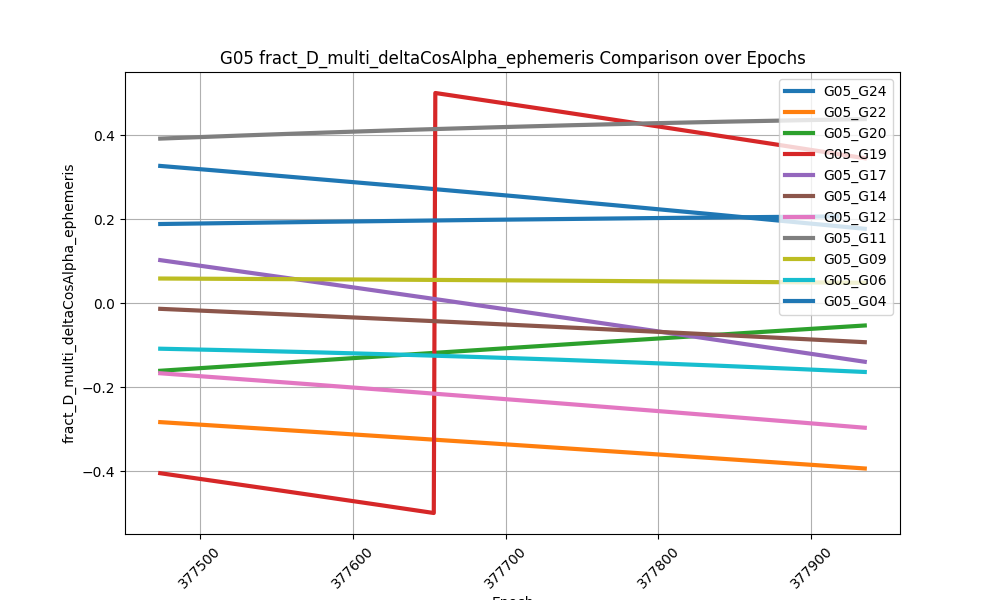 G05 fract_D_multi_deltaCosAlpha_ephemeris Comparison over Epochs
fract_D_multi_deltaCosAlpha_ephemeris
0.4
0.2
0.0
−0.2
−0.4
G05_G24
G05_G22
G05_G20
G05_G19
G05_G17
G05_G14
G05_G12
G05_G11
G05_G09
G05_G06
G05_G04
377500
377600
377700
377800
377900
Epoch